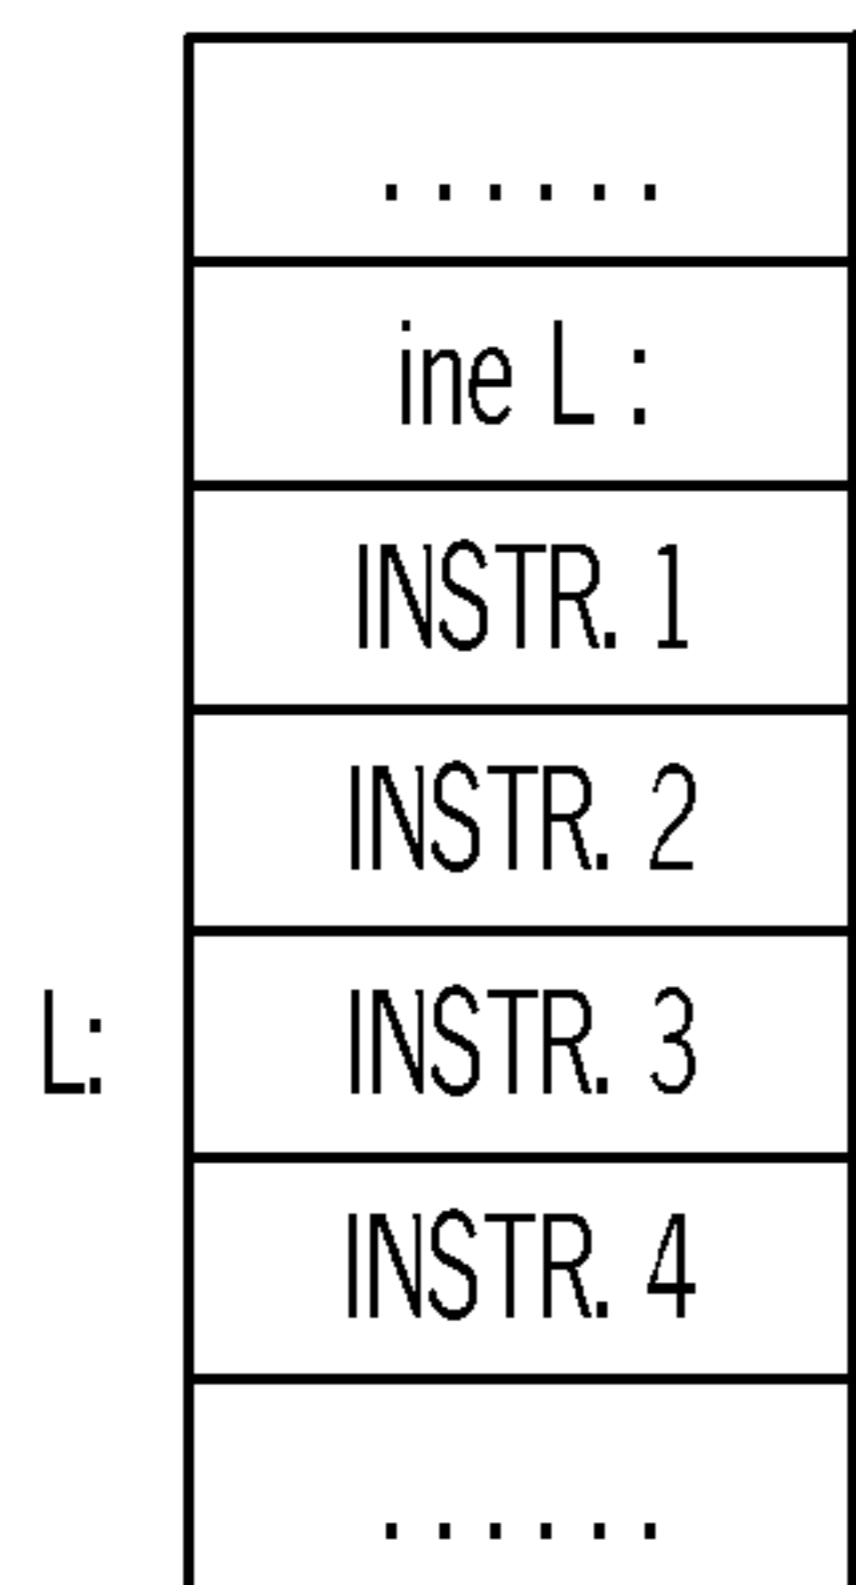 ......
ine L :
INSTR. 1
INSTR. 2
L: INSTR. 3
INSTR. 4
......